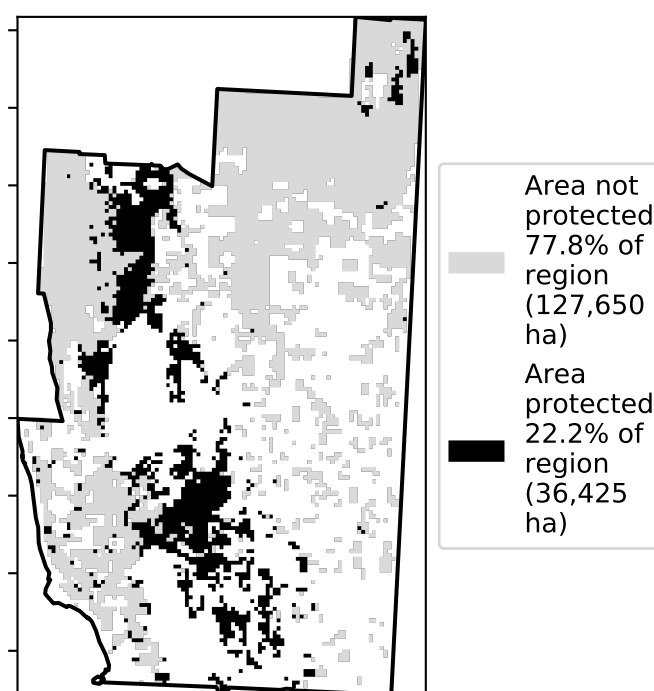 Area not
protected
77.8% of
region
(127,650
ha)
Area
protected
22.2% of
region
(36,425
ha)